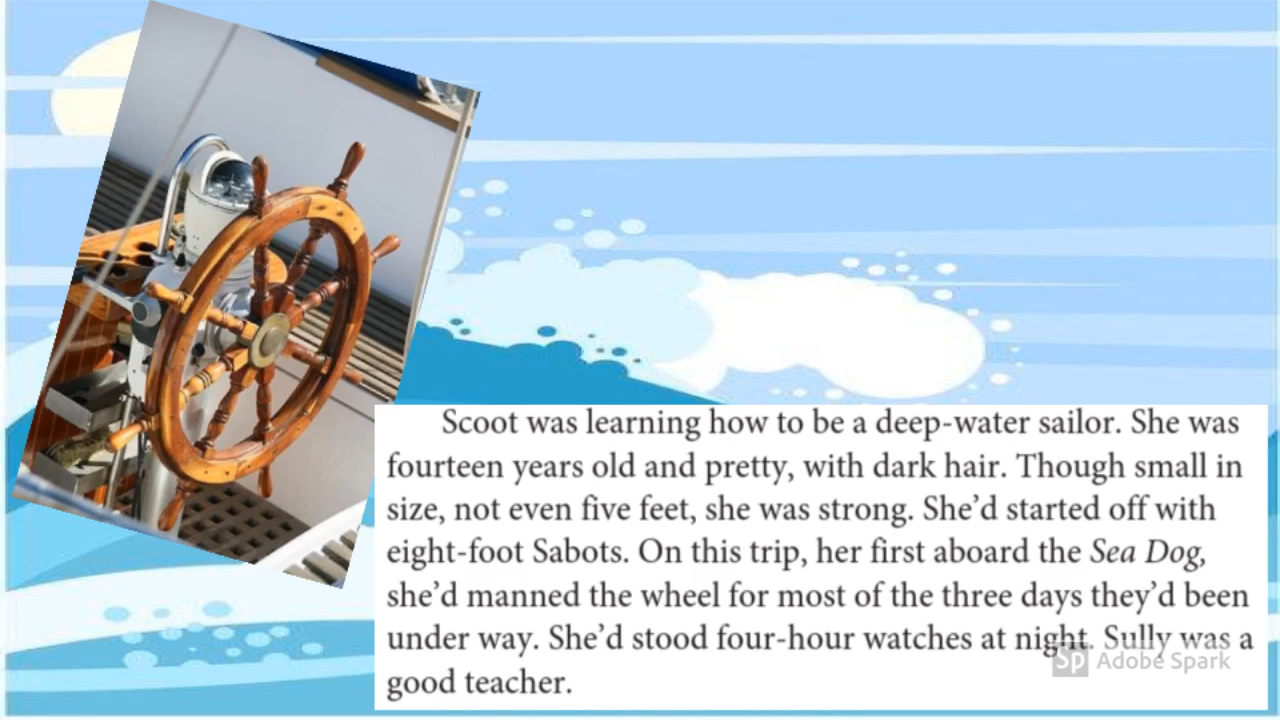 Scoot was learning how to be a deep-water sailor. She was
fourteen years old and pretty, with dark hair. Though small in
size, not even five feet, she was strong. She’d started off with
eight-foot Sabots. On this trip, her first aboard the Sea Dog,
she’d manned the wheel for most of the three days they’d been
under way. She’d stood four-hour watches at night. Sully was a
good teacher.
Sp Adobe Spark